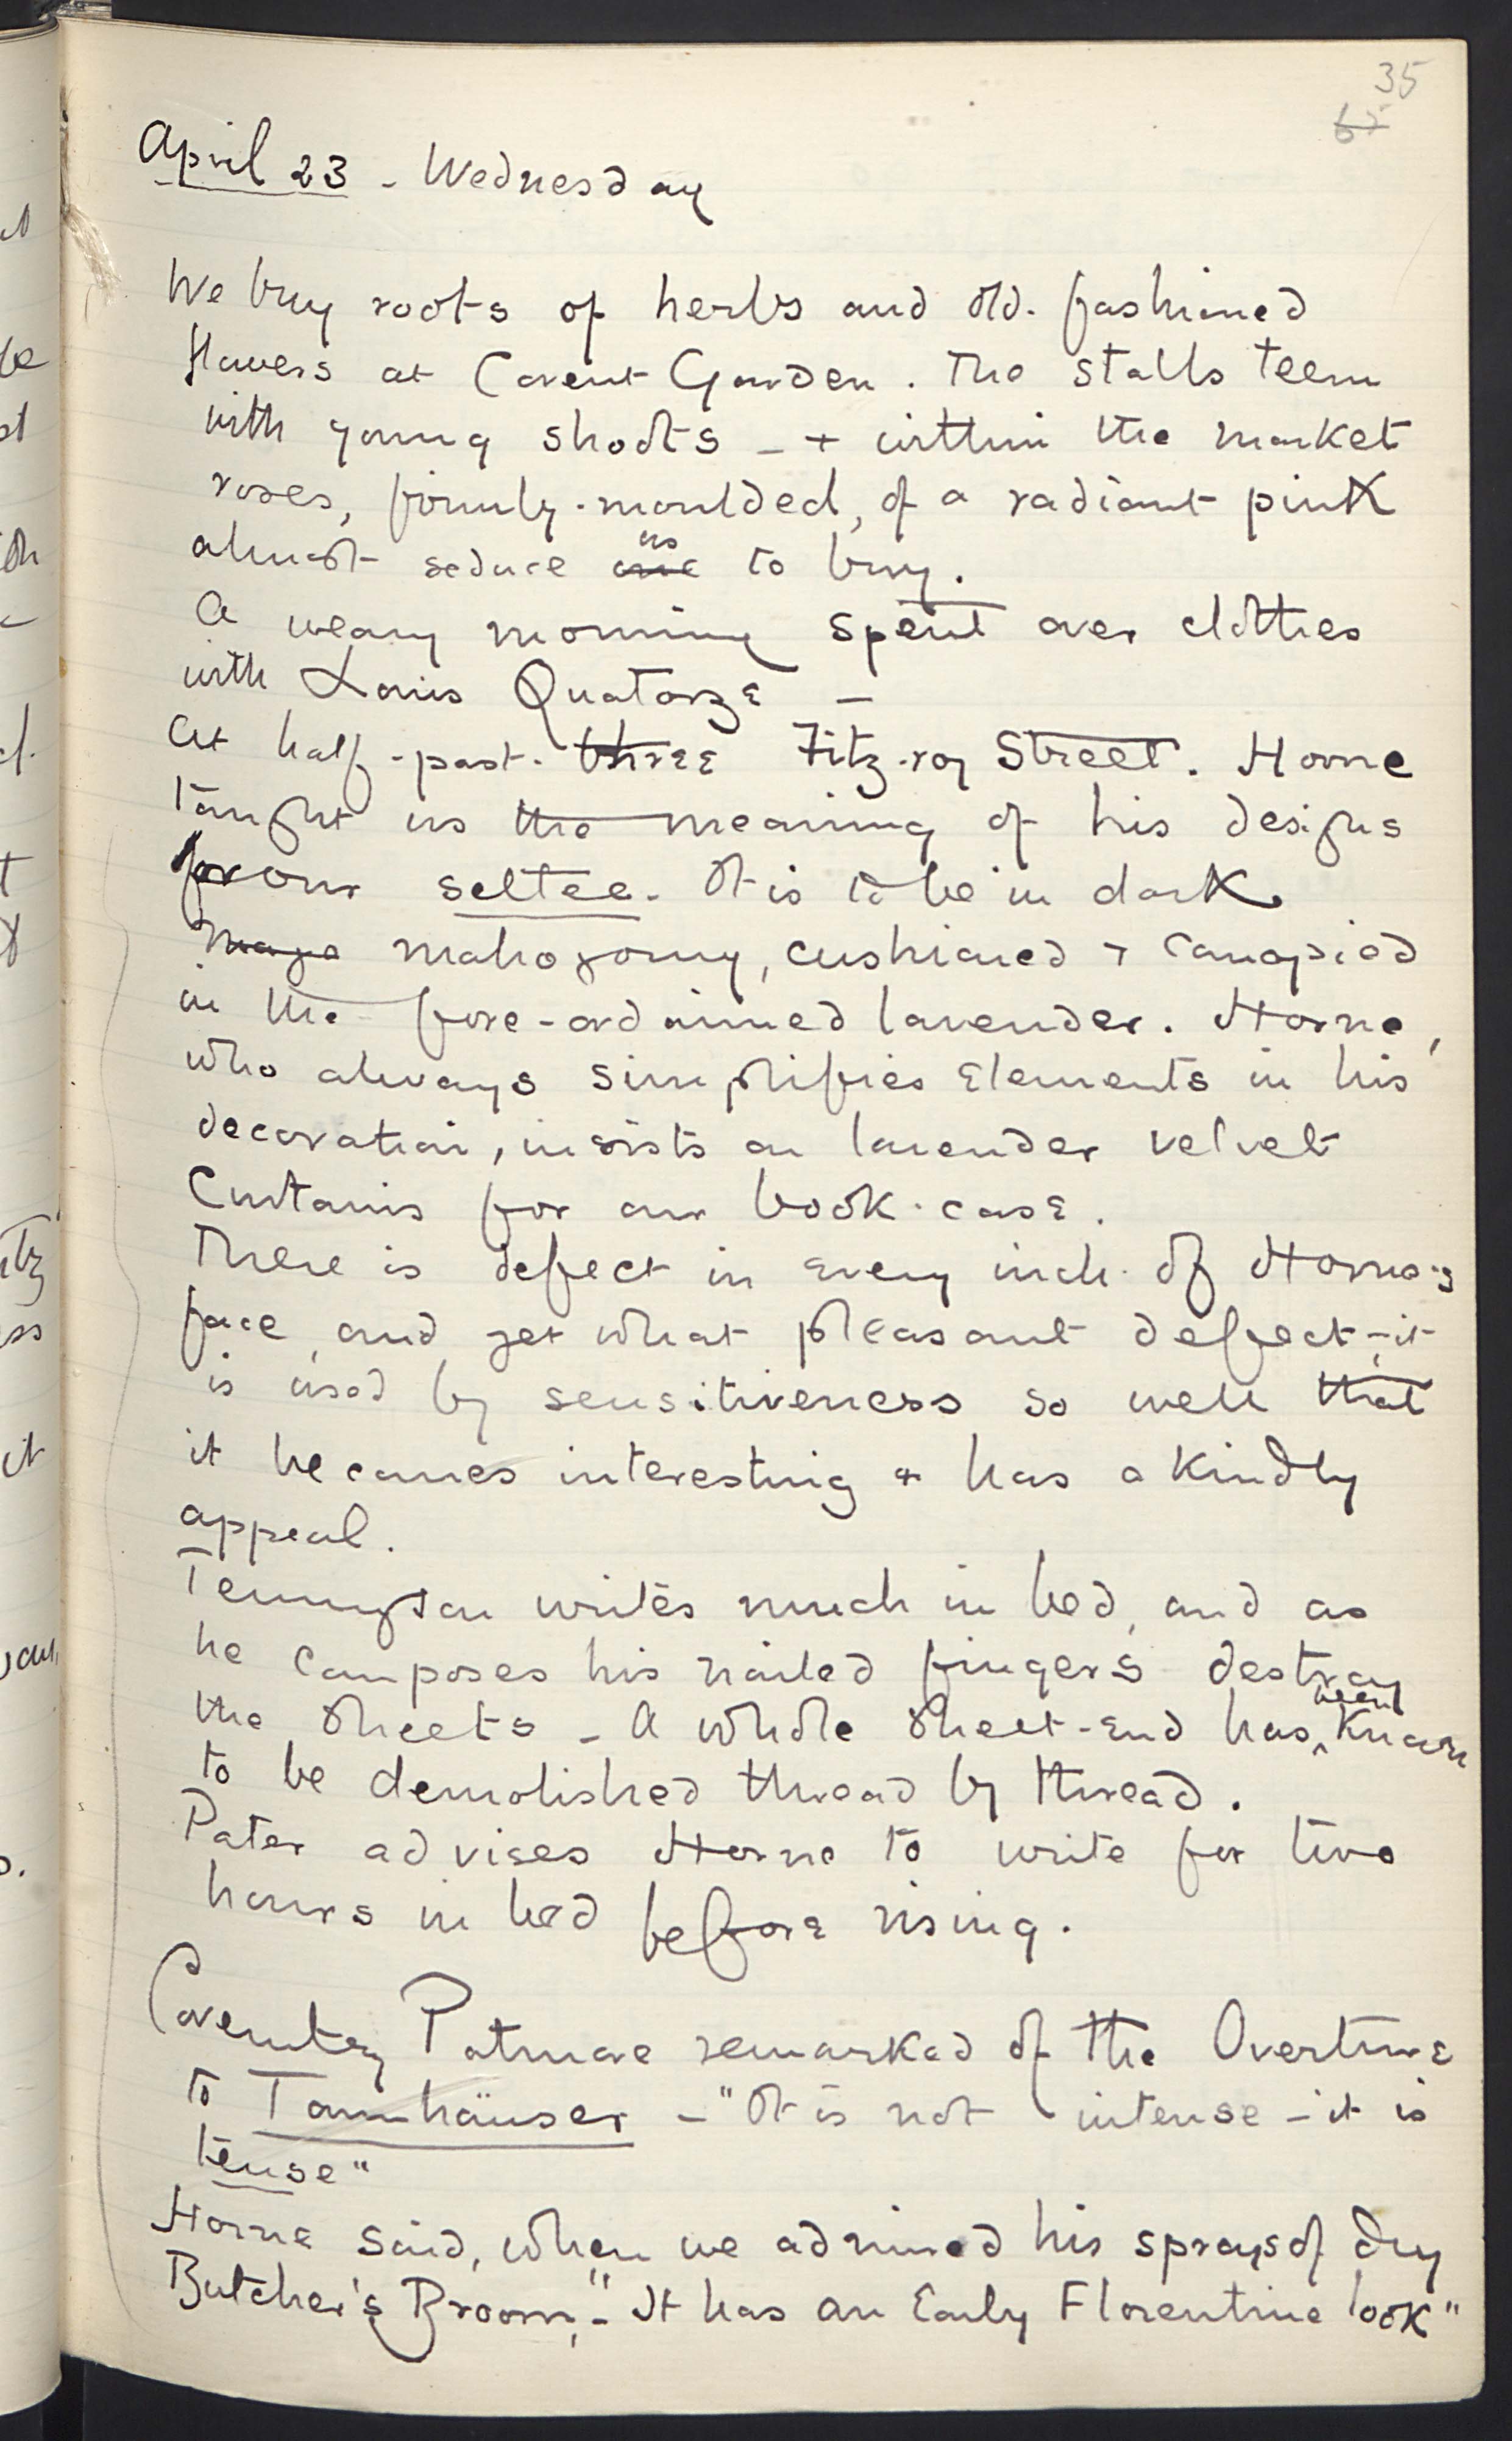 35
65
April 23 - Wednesday
We buy roots of herbs and old-fashioned
flowers at Covent Garden. The stalls teem
with young shoots - + within the market
roses, firmly-moulded, of a radiant pink
almost seduce one us to buy.
A weary morning spent over clothes
with Louis Quatorze -
At half-past-three Fitz-roy Street. Horne
taught us the meaning of his designs
for our settee. It is to be in dark
maga mahogony, cushioned + canopied
in the fore-ordained lavender. Horne,
who always simplifies elements in his
decoration, insists on lavender velvet
Curtains for our book-case.
There is defect in every inch of Horne's
face, and yet what pleasant defect - it
is used by sensitiveness so well that
it becomes interesting & has a kindly
appeal.
Tennyson writes much in bed, and as
he composes his nailed fingers destroy
the sheets - A whole sheet-end has been known
to be demolished thread by thread.
Pater advises Horne to write for two
hours in bed before rising.
Coventry Patmore remarked of the Overture
to Tannhäuser - "It is not intense - it is
tense"
Horne said, when we admired his sprays of dry
Butcher's Broom, - "It has an Early Florentine look"